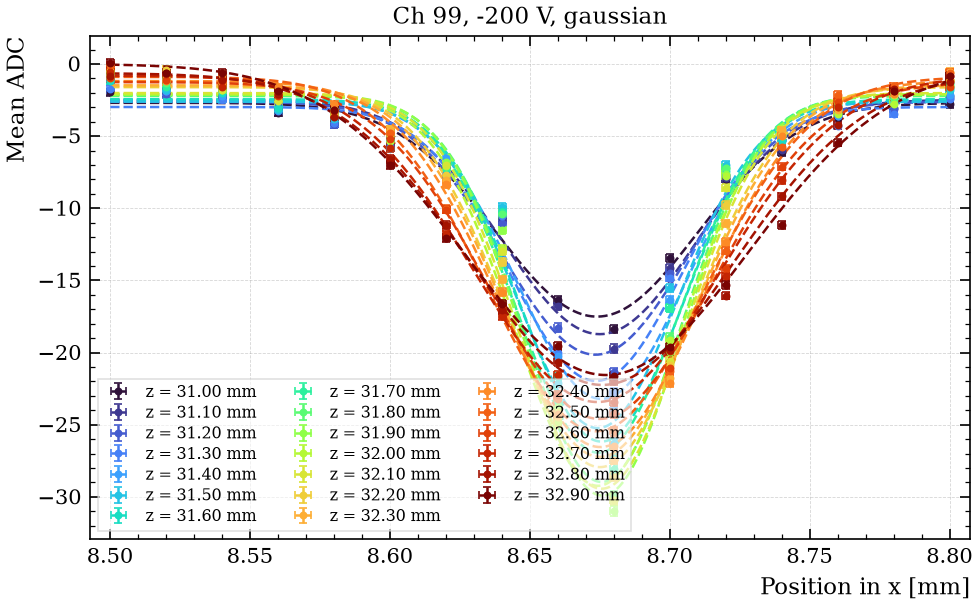 Ch 99, -200 V, gaussian
Mean ADC
0
−5
−10
−15
−20
−25
−30
z = 31.00 mm
z = 31.10 mm
z = 31.20 mm
z = 31.30 mm
z = 31.40 mm
z = 31.50 mm
z = 31.60 mm
z = 31.70 mm
z = 31.80 mm
z = 31.90 mm
z = 32.00 mm
z = 32.10 mm
z = 32.20 mm
z = 32.30 mm
z = 32.40 mm
z = 32.50 mm
z = 32.60 mm
z = 32.70 mm
z = 32.80 mm
z = 32.90 mm
8.50 8.55 8.60 8.65 8.70 8.75 8.80
Position in x [mm]